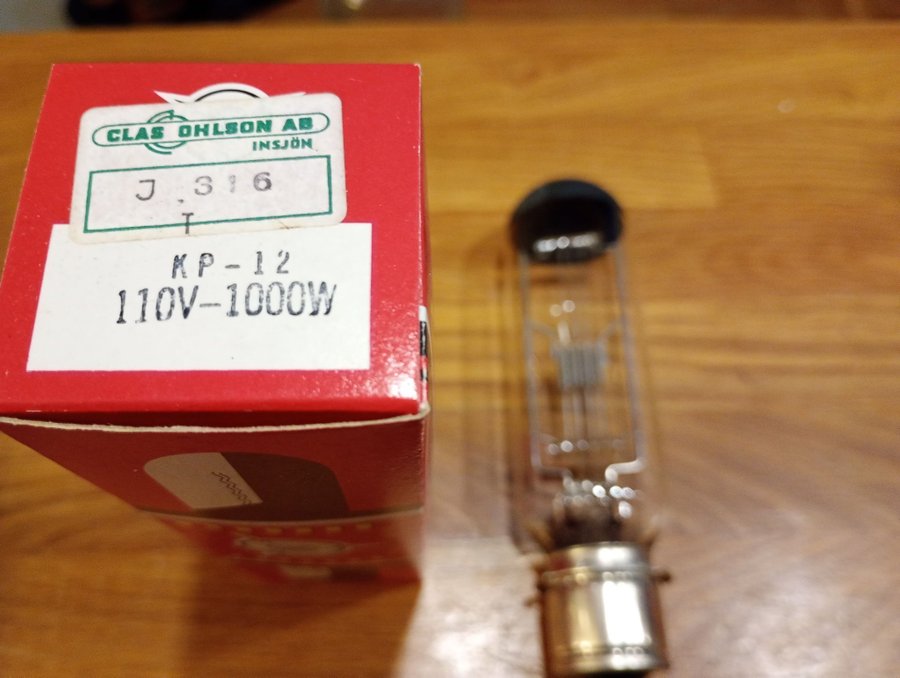 CLAS OHLSON AB
INSJÖN
J 316
T
KP-12
110V-1000W